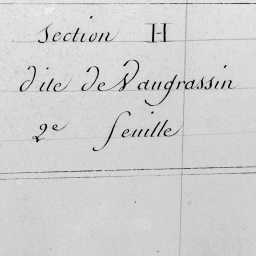 Section H
dite de Vaugrassin
2e feuille